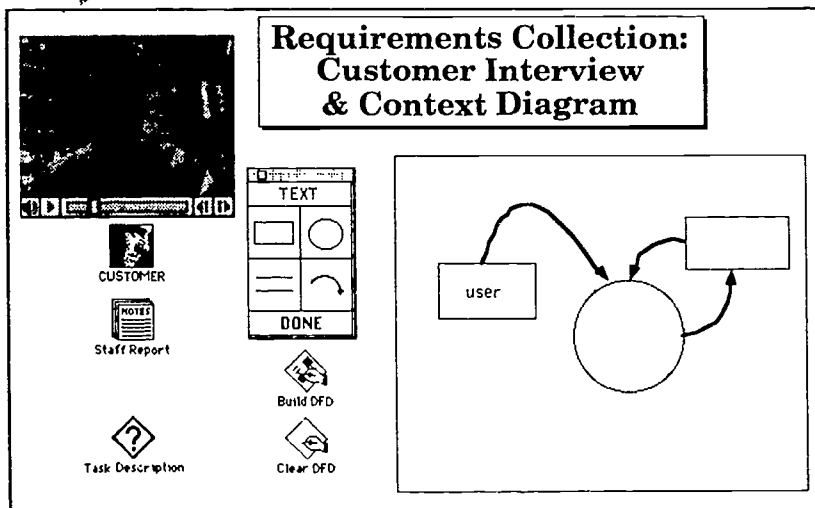 Requirements Collection:
Customer Interview
& Context Diagram
TEXT
DONE
CUSTOMER
NOTES
Staff Report
Build DFD
Task Description
Clear DFD
user